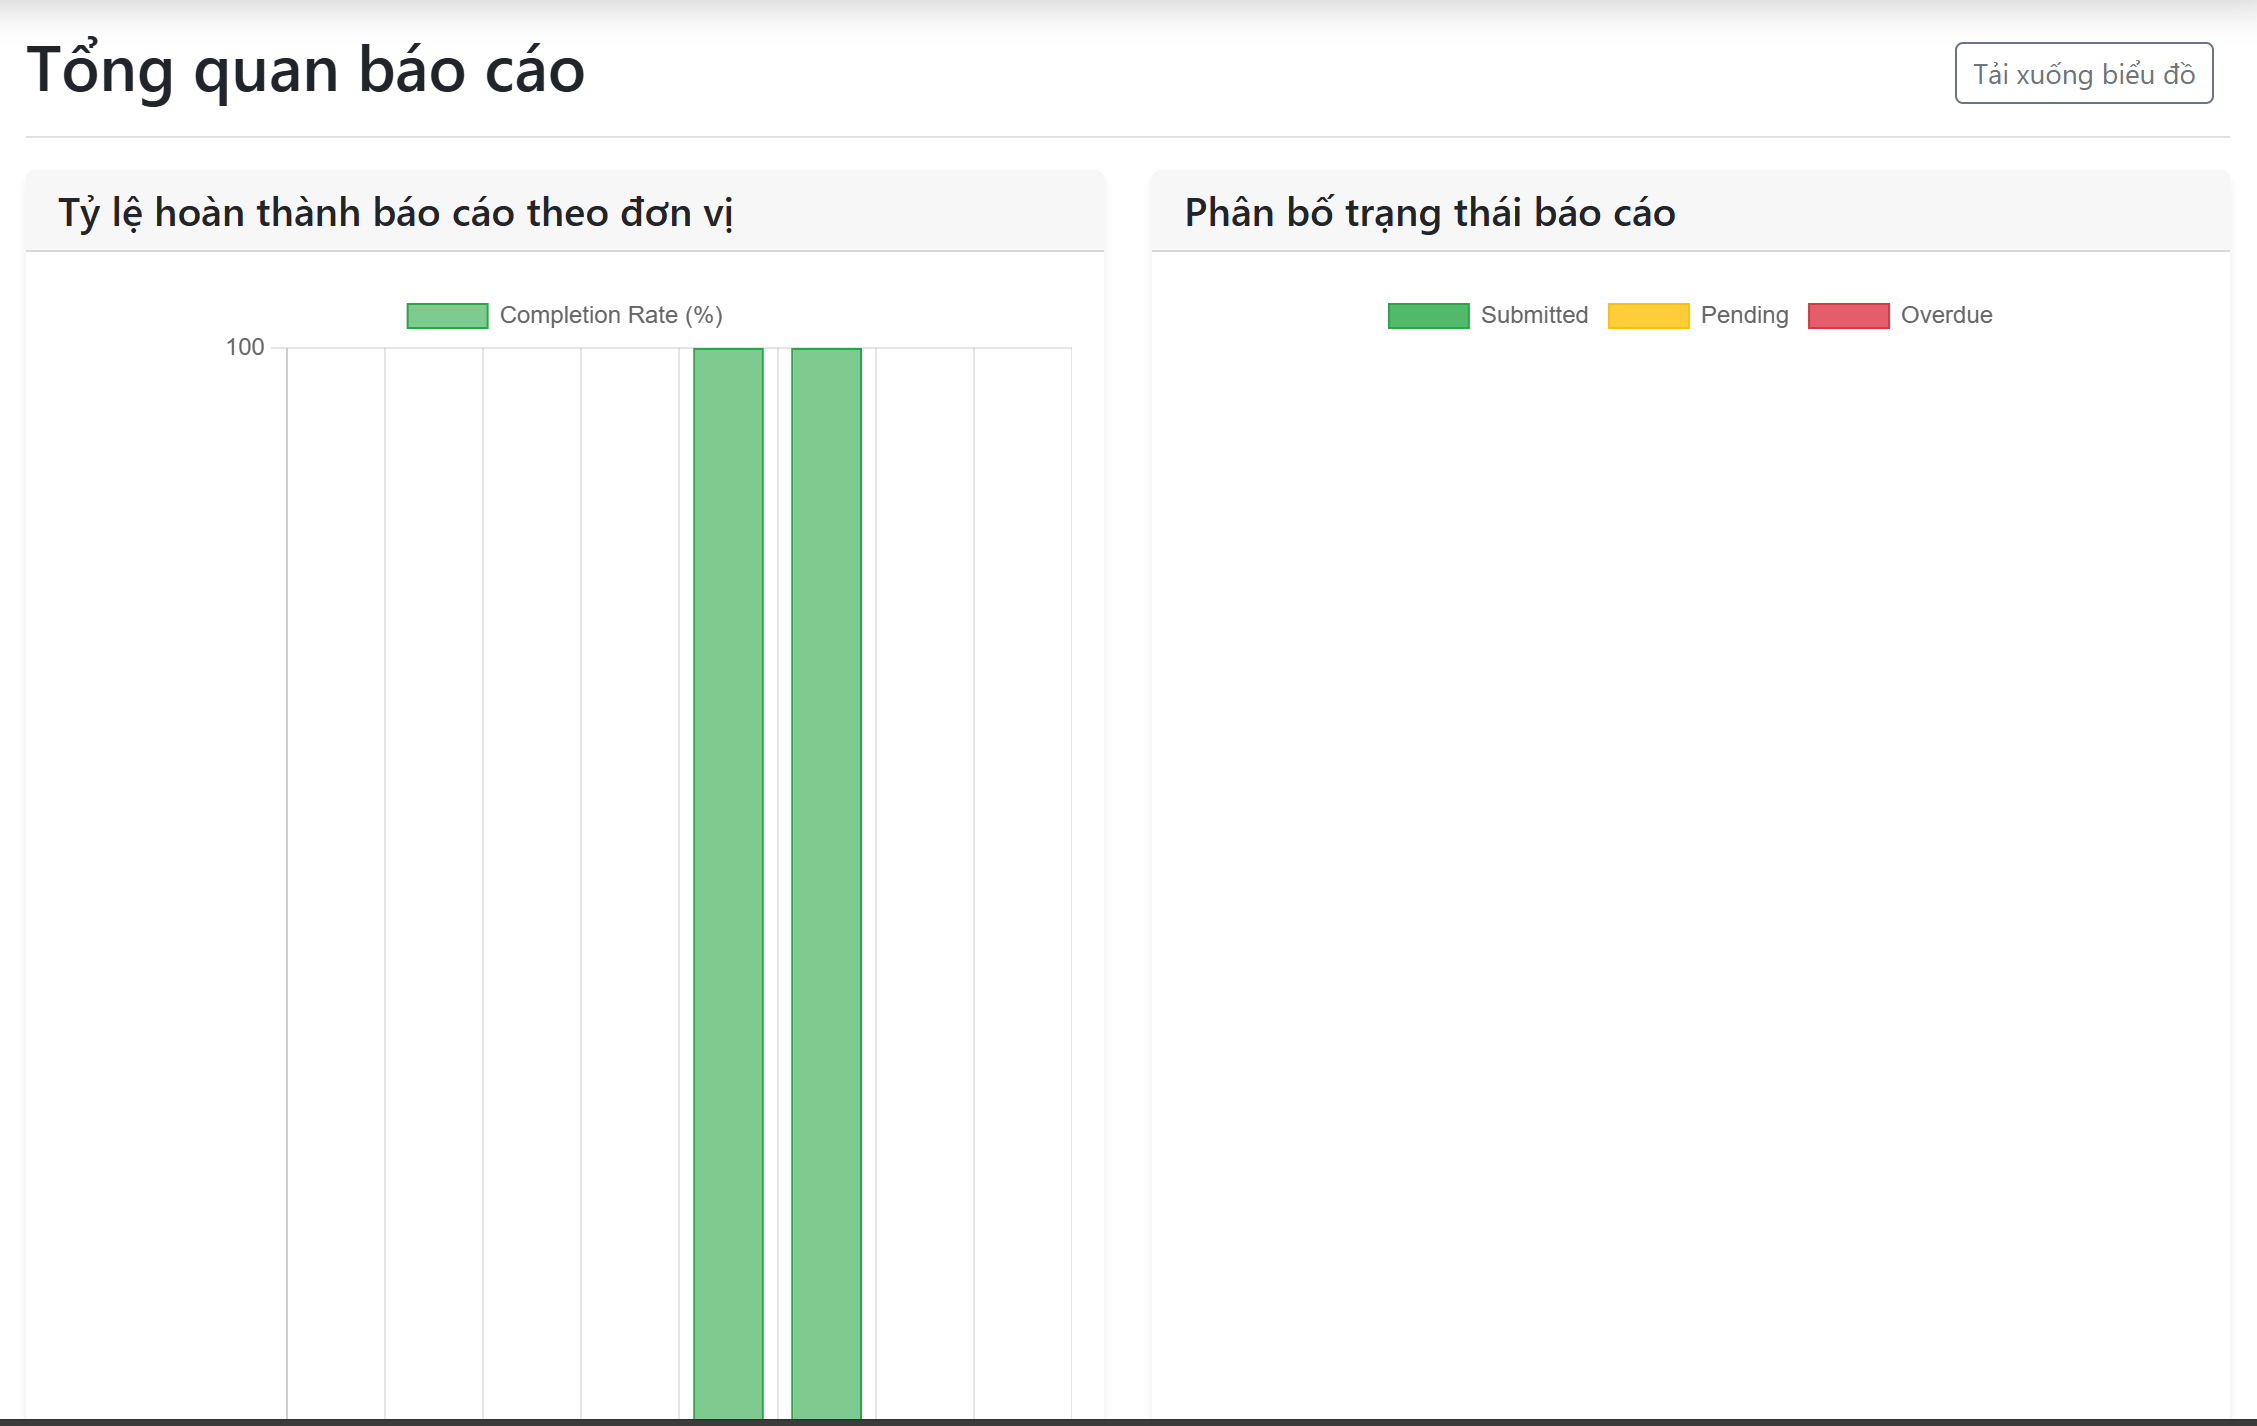 Tổng quan báo cáo
Tải xuống biểu đồ
Tỷ lệ hoàn thành báo cáo theo đơn vị
Completion Rate (%)
100
Phân bố trạng thái báo cáo
Submitted Pending Overdue